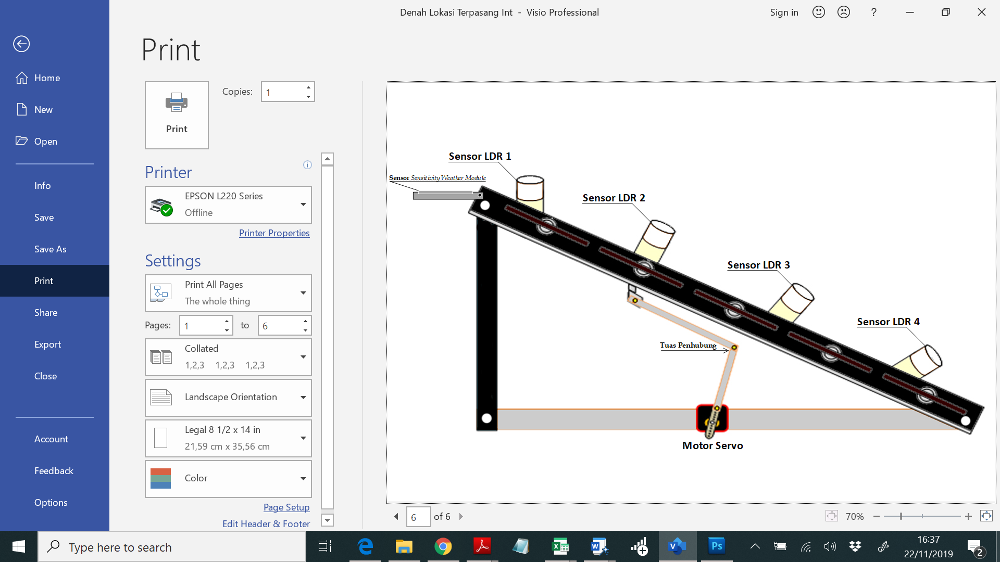 Denah Lokasi Terpasang Int - Visio Professional
Sign in
?
Print
Home
New
Open
Info
Save
Save As
Print
Share
Export
Close
Account
Feedback
Options
Print
Copies: 1
Printer
EPSON L220 Series
Offline
Printer Properties
Settings
Print All Pages
The whole thing
Pages: 1 to 6
Collated
1,2,3 1,2,3 1,2,3
Landscape Orientation
Legal 8 1/2 x 14 in
21,59 cm x 35,56 cm
Color
Page Setup
Edit Header & Footer
Sensor LDR 1
Sensor Sensitivity Weather Module
Sensor LDR 2
Sensor LDR 3
Sensor LDR 4
Tuas Penhubung
Motor Servo
6 of 6
70%
Type here to search
Ps
16:37
22/11/2019
2